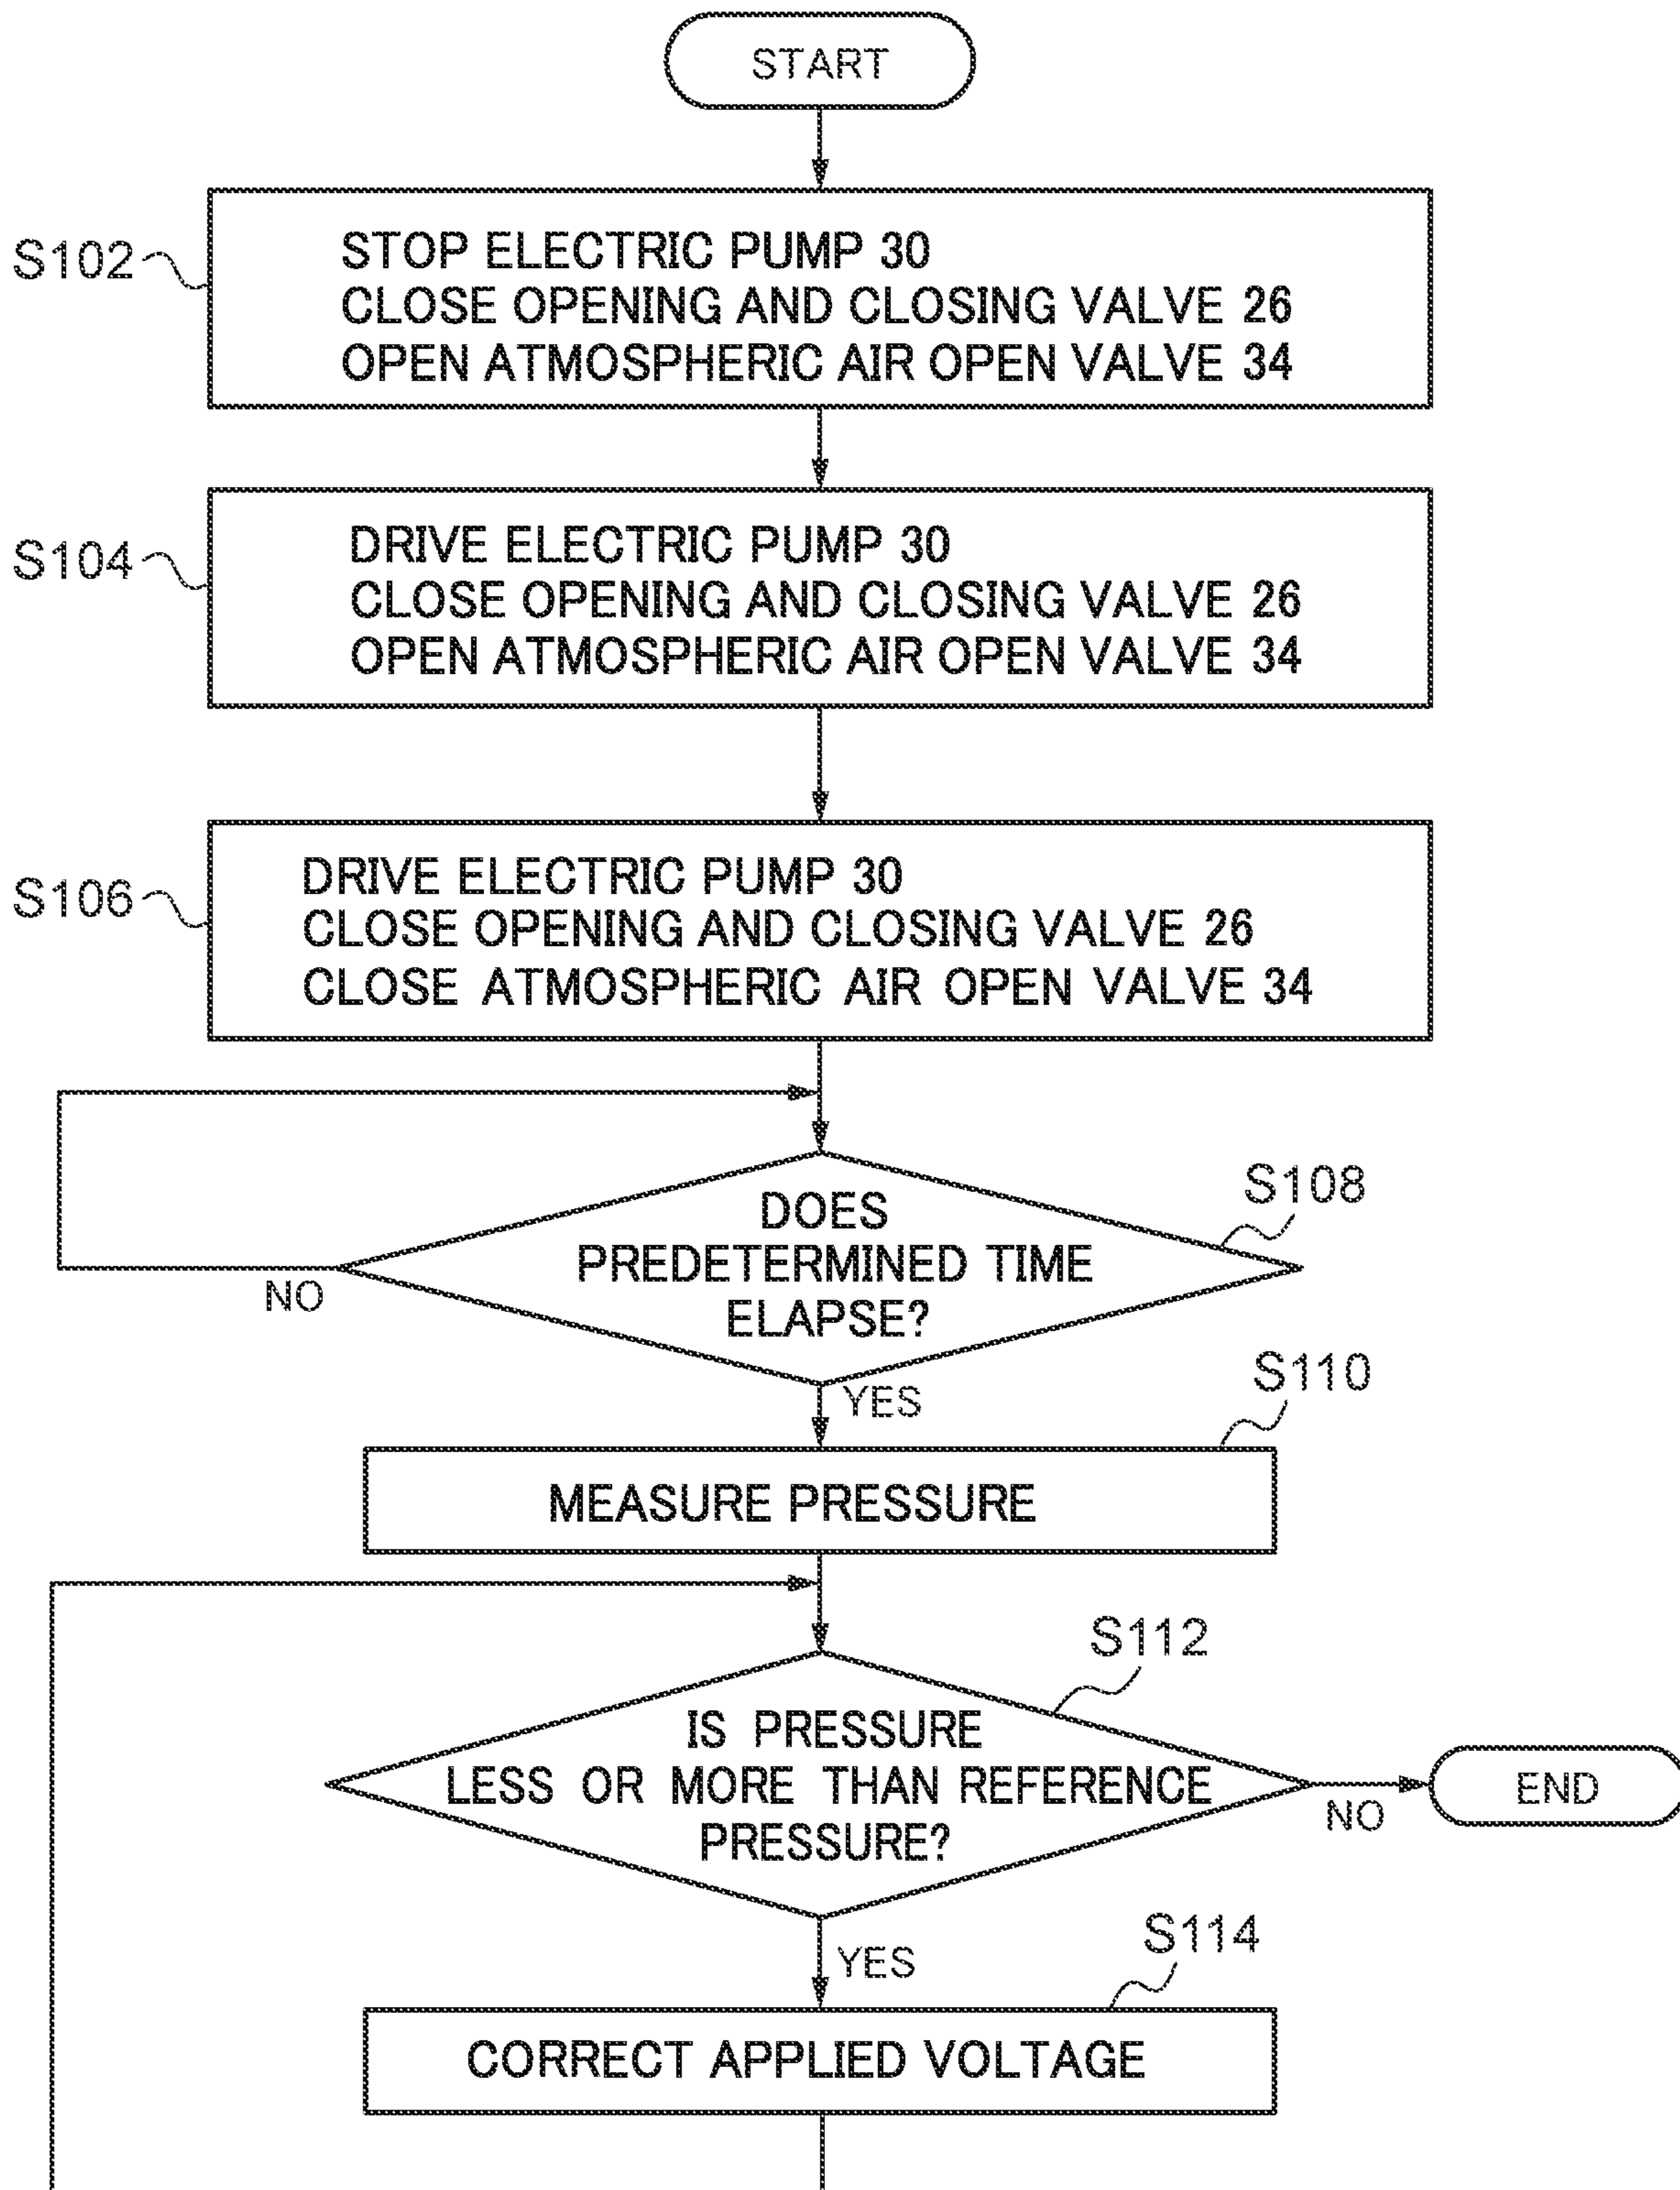 START
S102
STOP ELECTRIC PUMP 30
CLOSE OPENING AND CLOSING VALVE 26
OPEN ATMOSPHERIC AIR OPEN VALVE 34
S104
DRIVE ELECTRIC PUMP 30
CLOSE OPENING AND CLOSING VALVE 26
OPEN ATMOSPHERIC AIR OPEN VALVE 34
S106
DRIVE ELECTRIC PUMP 30
CLOSE OPENING AND CLOSING VALVE 26
CLOSE ATMOSPHERIC AIR OPEN VALVE 34
S108
DOES
PREDETERMINED TIME
ELAPSE?
NO
YES
S110
MEASURE PRESSURE
S112
IS PRESSURE
LESS OR MORE THAN REFERENCE
PRESSURE?
NO
END
YES
S114
CORRECT APPLIED VOLTAGE